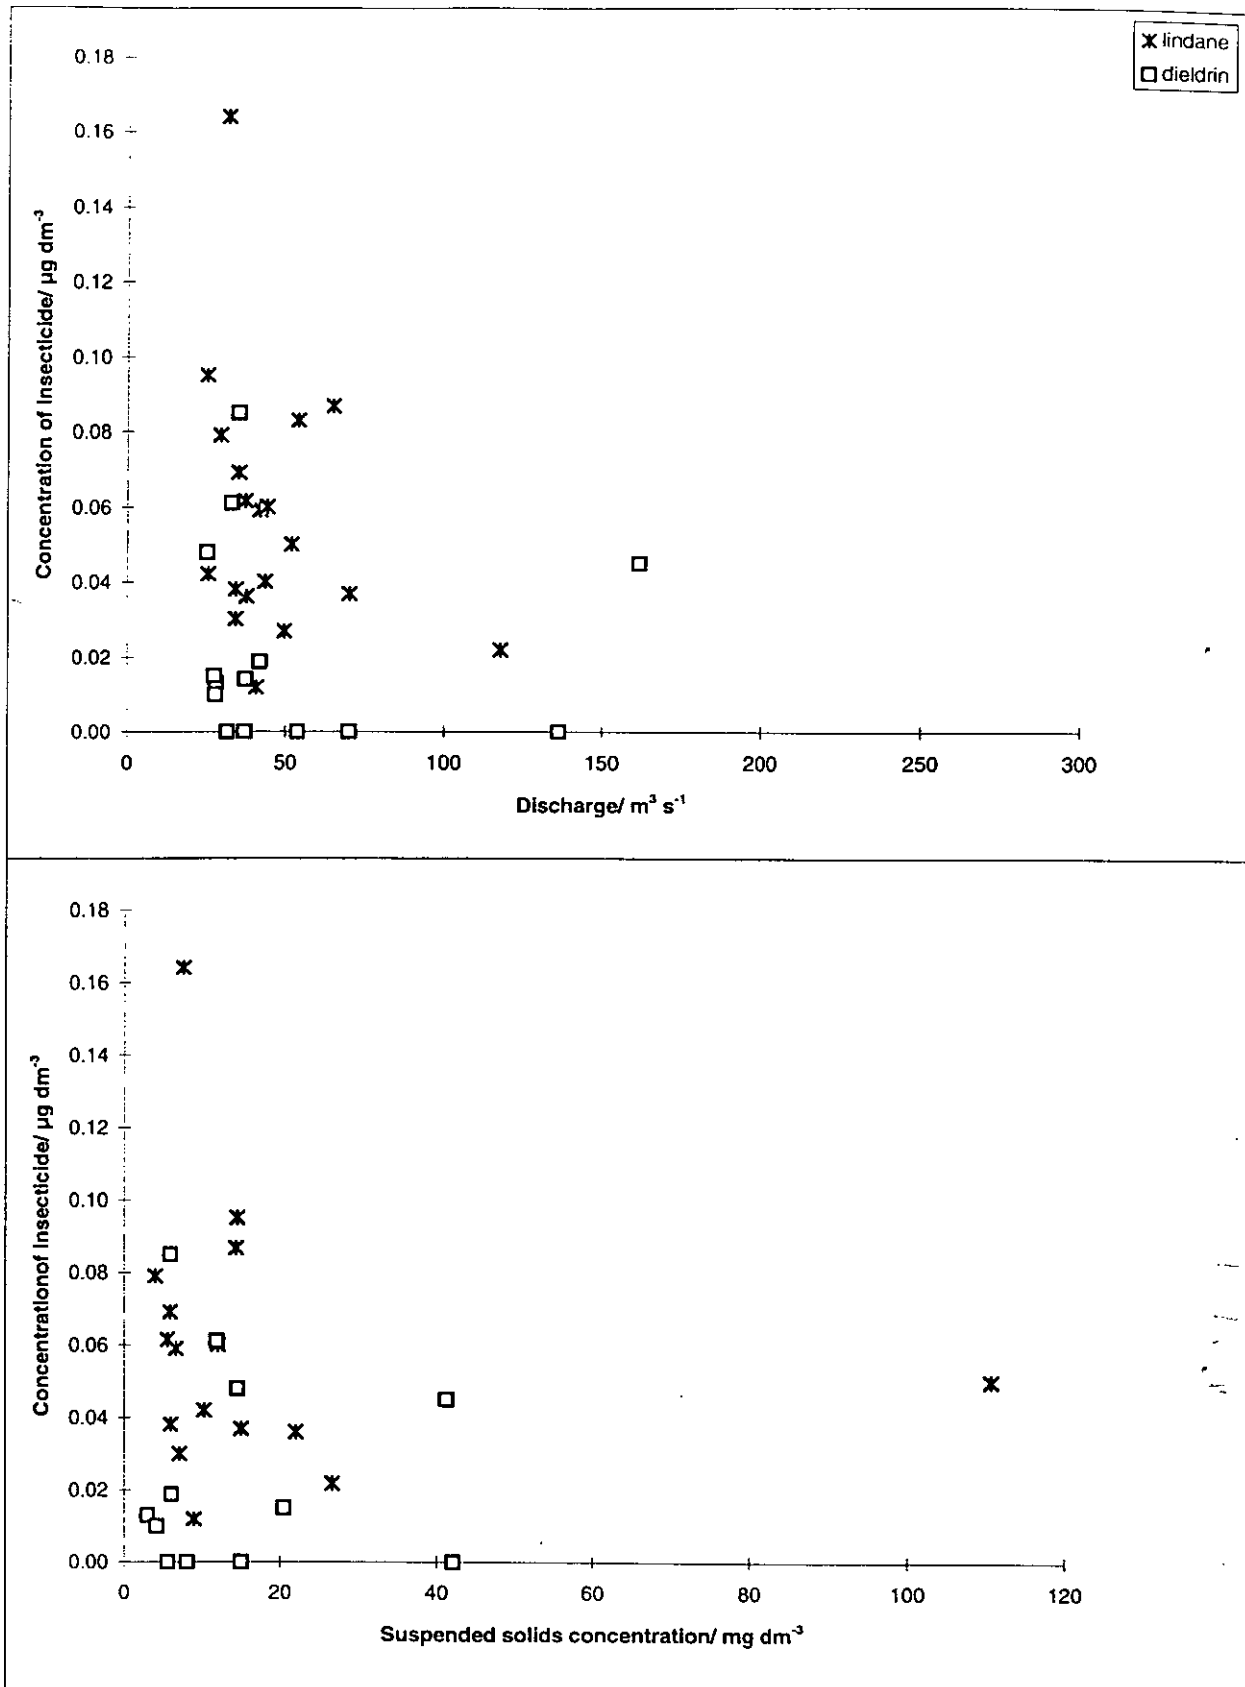 lindane
dieldrin
0.18
0.16
0.14
0.12
0.10
0.08
0.06
0.04
0.02
0.00
Concentration of Insecticide/ µg dm⁻³
0 50 100 150 200 250 300
Discharge/ m³ s⁻¹
0.18
0.16
0.14
0.12
0.10
0.08
0.06
0.04
0.02
0.00
Concentrationof Insecticide/ µg dm⁻³
0 20 40 60 80 100 120
Suspended solids concentration/ mg dm⁻³